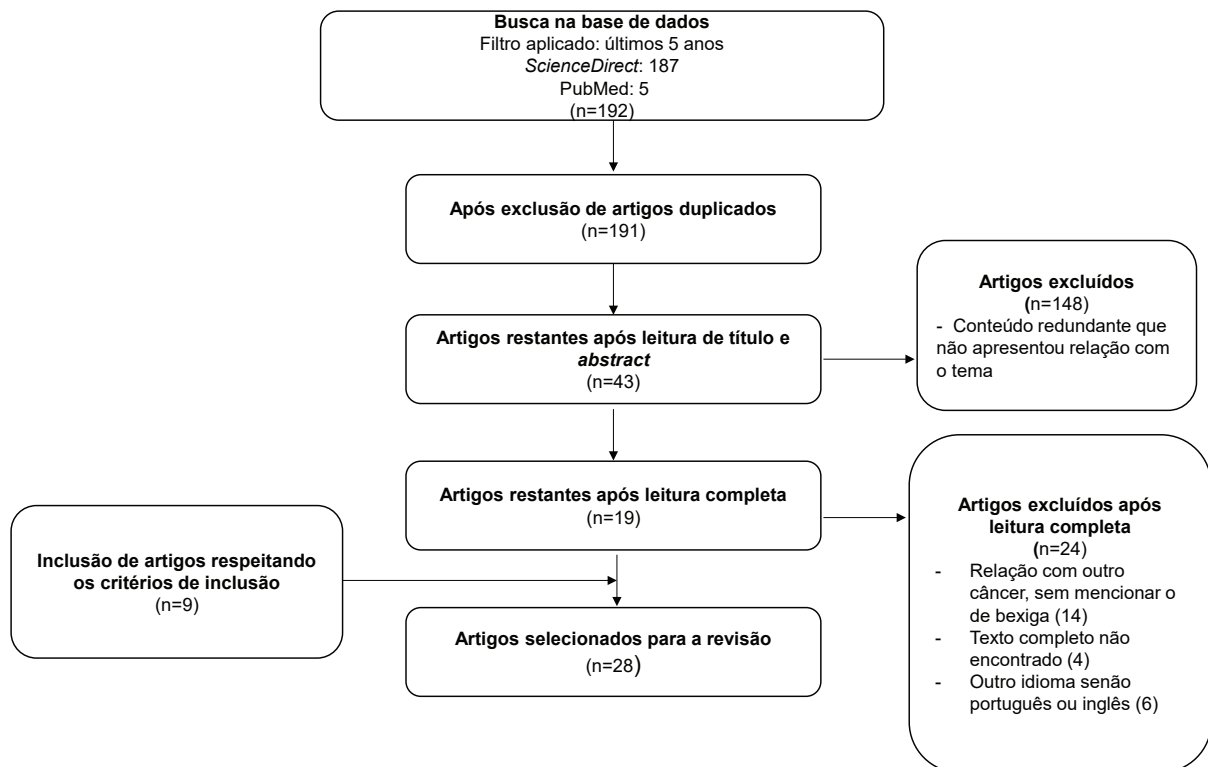 Busca na base de dados
Filtro aplicado: últimos 5 anos
ScienceDirect: 187
PubMed: 5
(n=192)
Após exclusão de artigos duplicados
(n=191)
Artigos restantes após leitura de título e
abstract
(n=43)
Artigos excluídos
(n=148)
- Conteúdo redundante que
não apresentou relação com
o tema
Artigos restantes após leitura completa
(n=19)
Artigos excluídos após
leitura completa
(n=24)
- Relação com outro
câncer, sem mencionar o
de bexiga (14)
- Texto completo não
encontrado (4)
- Outro idioma senão
português ou inglês (6)
Inclusão de artigos respeitando
os critérios de inclusão
(n=9)
Artigos selecionados para a revisão
(n=28)